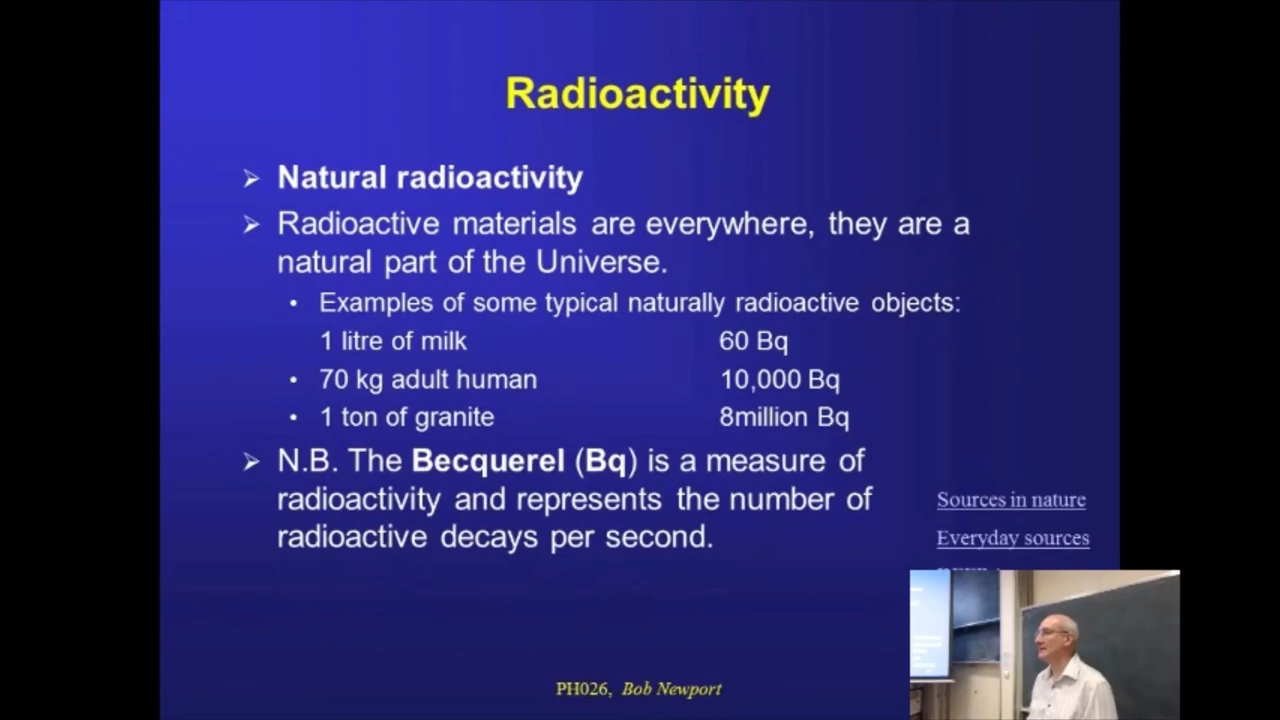 Radioactivity
➢ Natural radioactivity
➢ Radioactive materials are everywhere, they are a
natural part of the Universe.
• Examples of some typical naturally radioactive objects:
1 litre of milk 60 Bq
• 70 kg adult human 10,000 Bq
• 1 ton of granite 8million Bq
➢ N.B. The Becquerel (Bq) is a measure of
radioactivity and represents the number of
radioactive decays per second.
Sources in nature
Everyday sources
PH026, Bob Newport